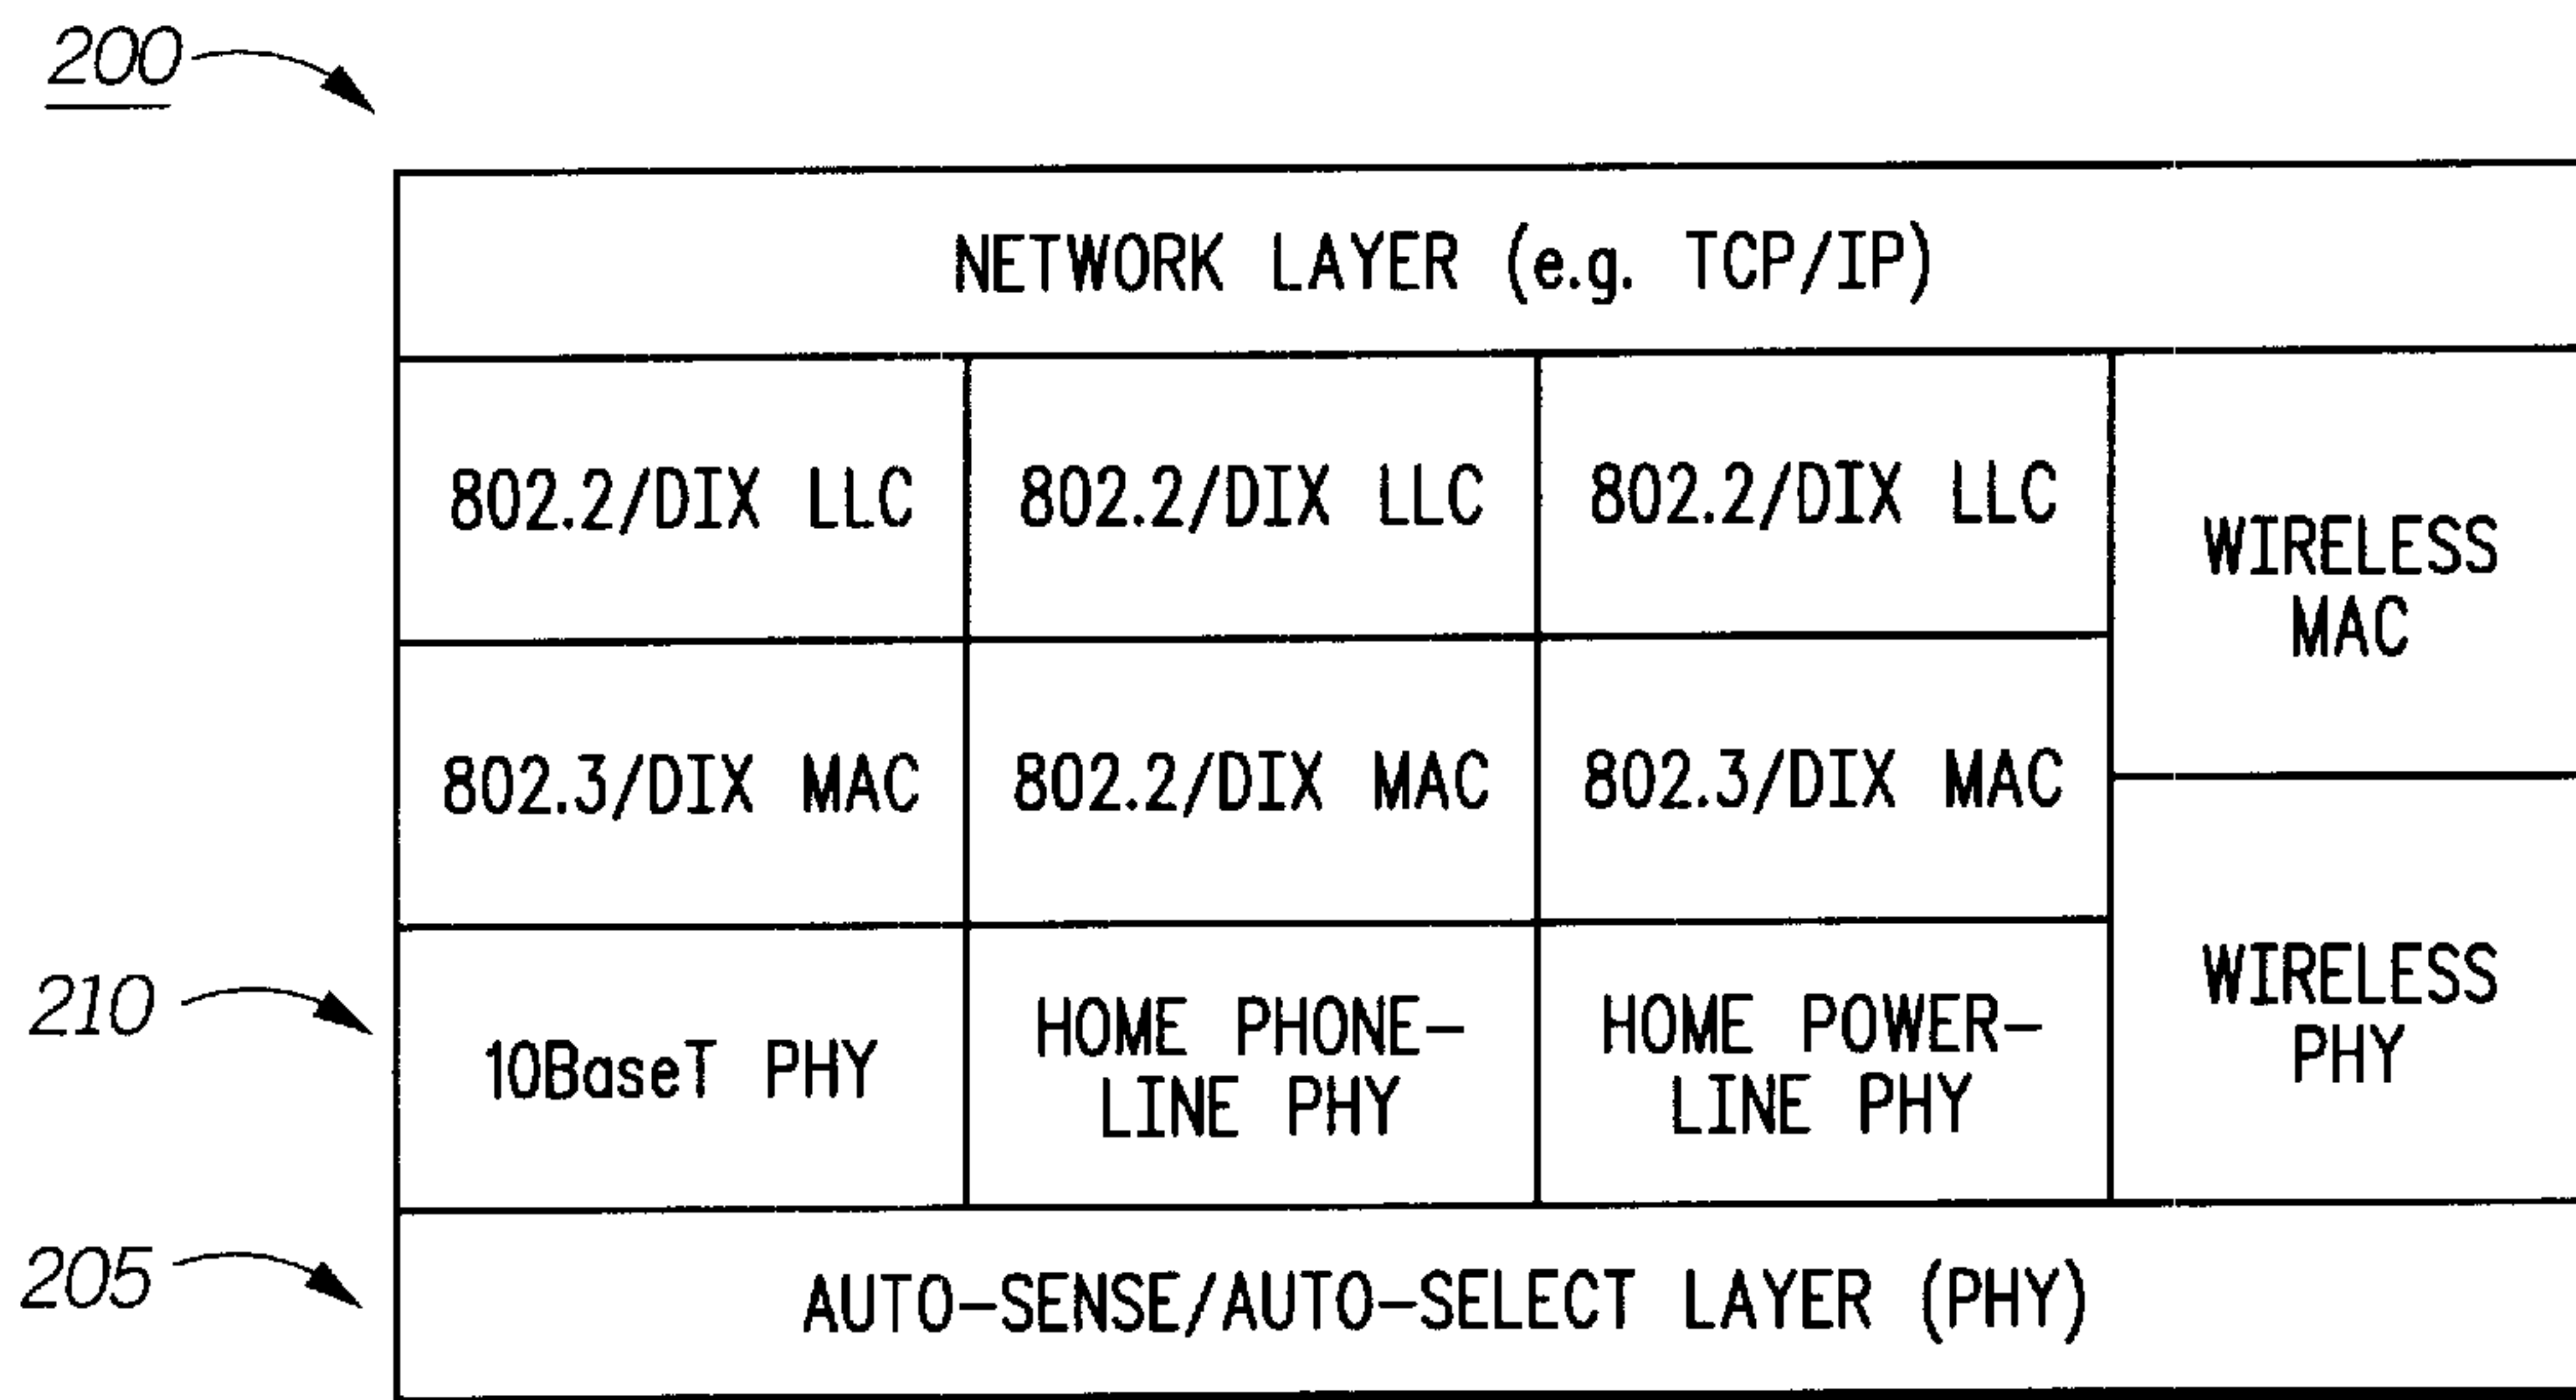 200
NETWORK LAYER (e.g. TCP/IP)
802.2/DIX LLC
802.2/DIX LLC
802.2/DIX LLC
WIRELESS
MAC
802.3/DIX MAC
802.2/DIX MAC
802.3/DIX MAC
210
10BaseT PHY
HOME PHONE-
LINE PHY
HOME POWER-
LINE PHY
WIRELESS
PHY
205
AUTO-SENSE/AUTO-SELECT LAYER (PHY)